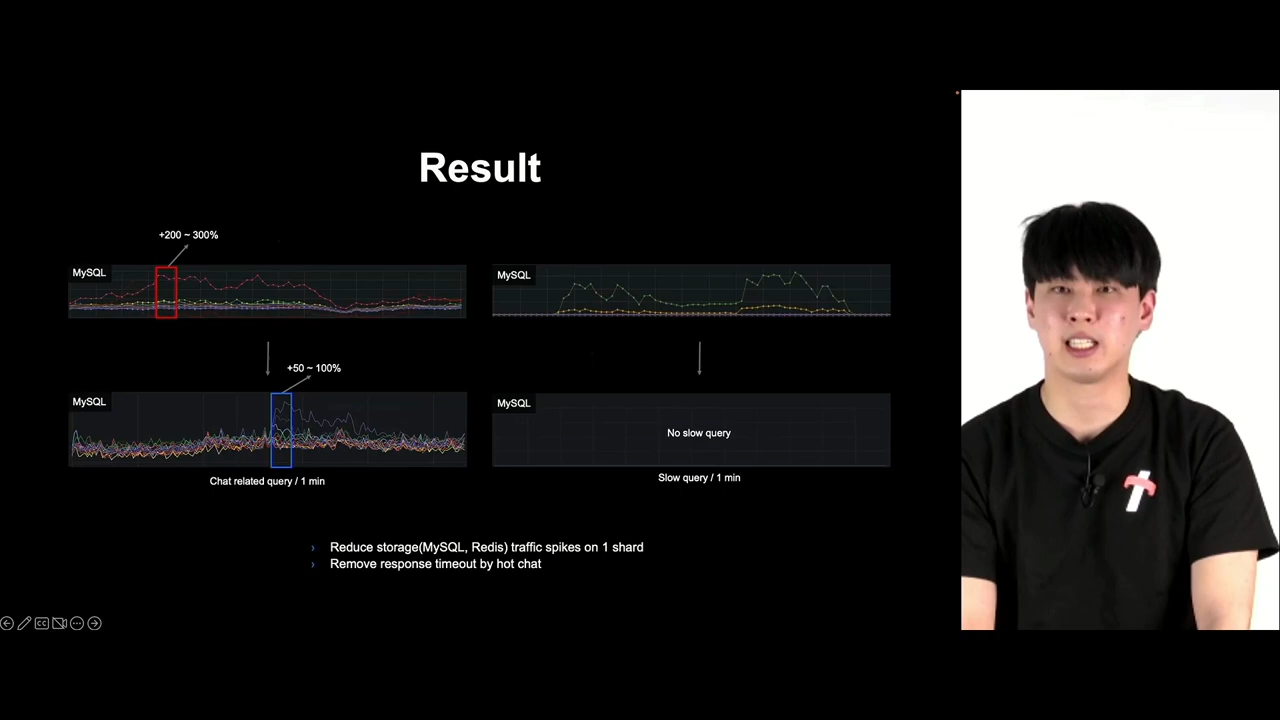 Result
+200 ~ 300%
MySQL
MySQL
+50 ~ 100%
MySQL
MySQL
No slow query
Chat related query / 1 min
Slow query / 1 min
› Reduce storage(MySQL, Redis) traffic spikes on 1 shard
› Remove response timeout by hot chat
CC